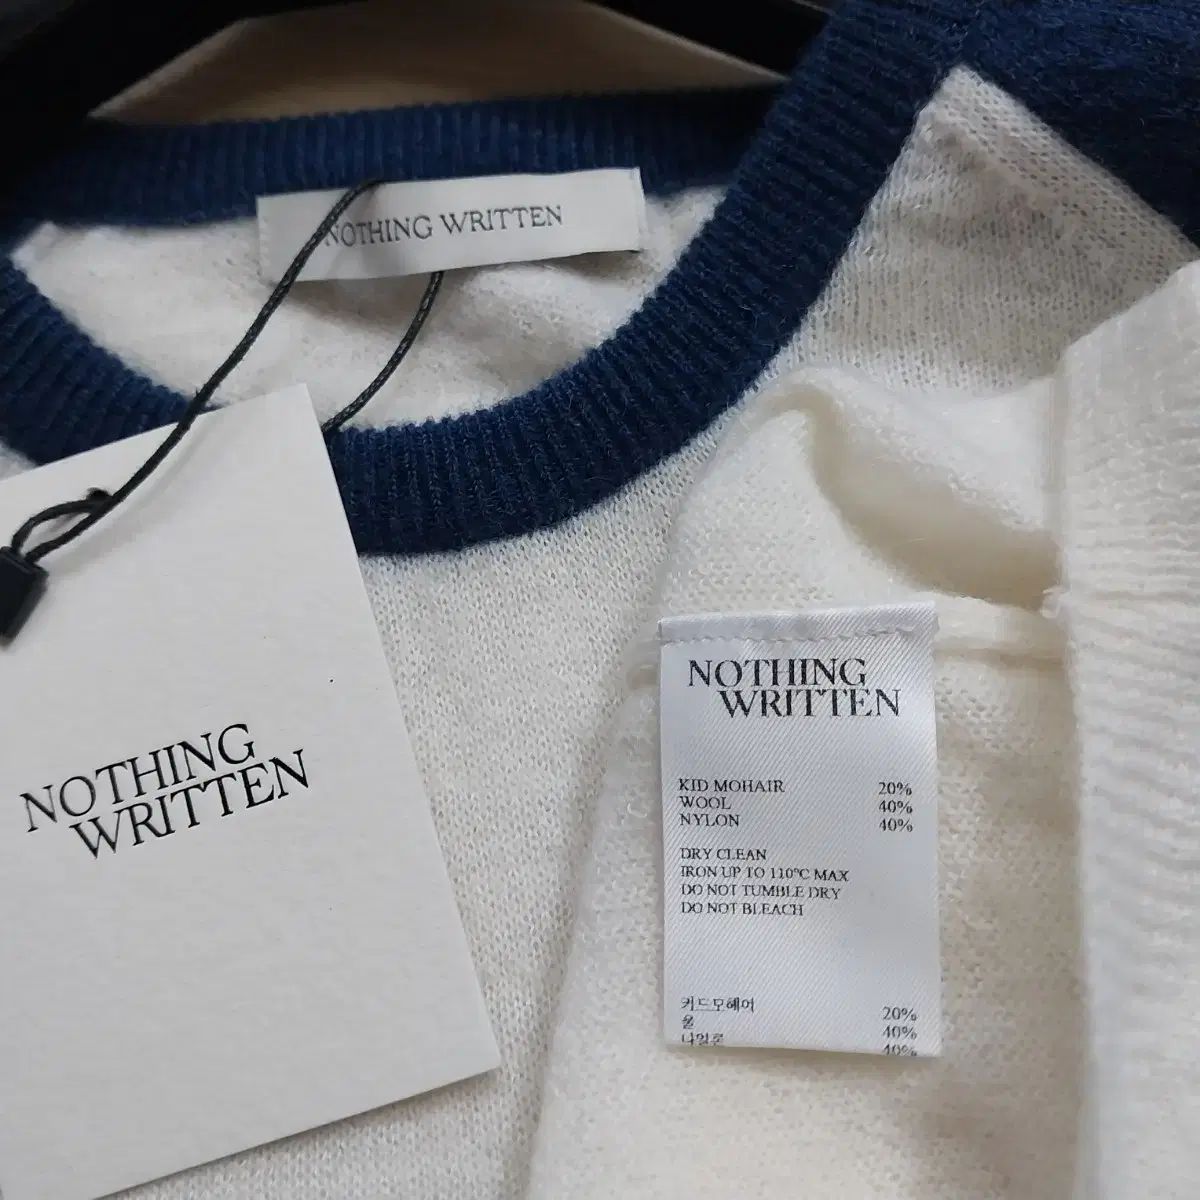 NOTHING WRITTEN
NOTHING
WRITTEN
NOTHING
WRITTEN
KID MOHAIR 20%
WOOL 40%
NYLON 40%
DRY CLEAN
IRON UP TO 110°C MAX
DO NOT TUMBLE DRY
DO NOT BLEACH
키드모헤어 20%
울 40%
나일론 40%